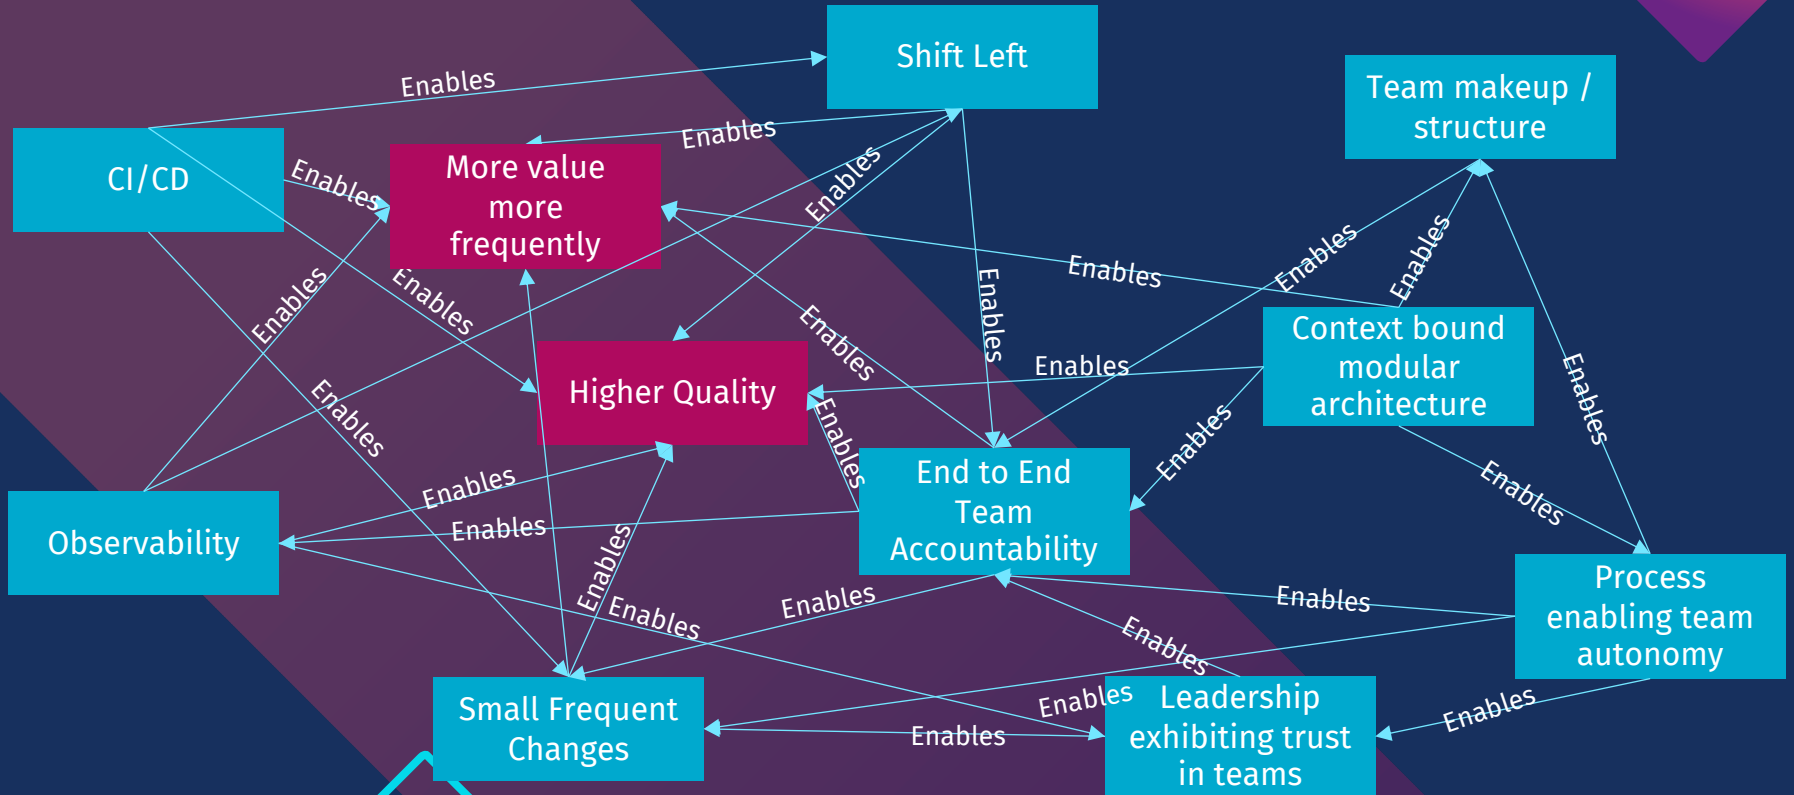 Shift Left
Team makeup /
structure
Enables
Enables
CI/CD
Enables
More value
more
frequently
Enables
Enables
Enables
Enables
Enables
Enables
Enables
Enables
Enables
Context bound
modular
architecture
Enables
Enables
Enables
Higher Quality
Enables
Enables
Enables
End to End
Team
Accountability
Enables
Enables
Enables
Observability
Enables
Process
enabling team
autonomy
Enables
Enables
Enables
Enables
Small Frequent
Changes
Enables
Enables
Leadership
exhibiting trust
in teams
Enables